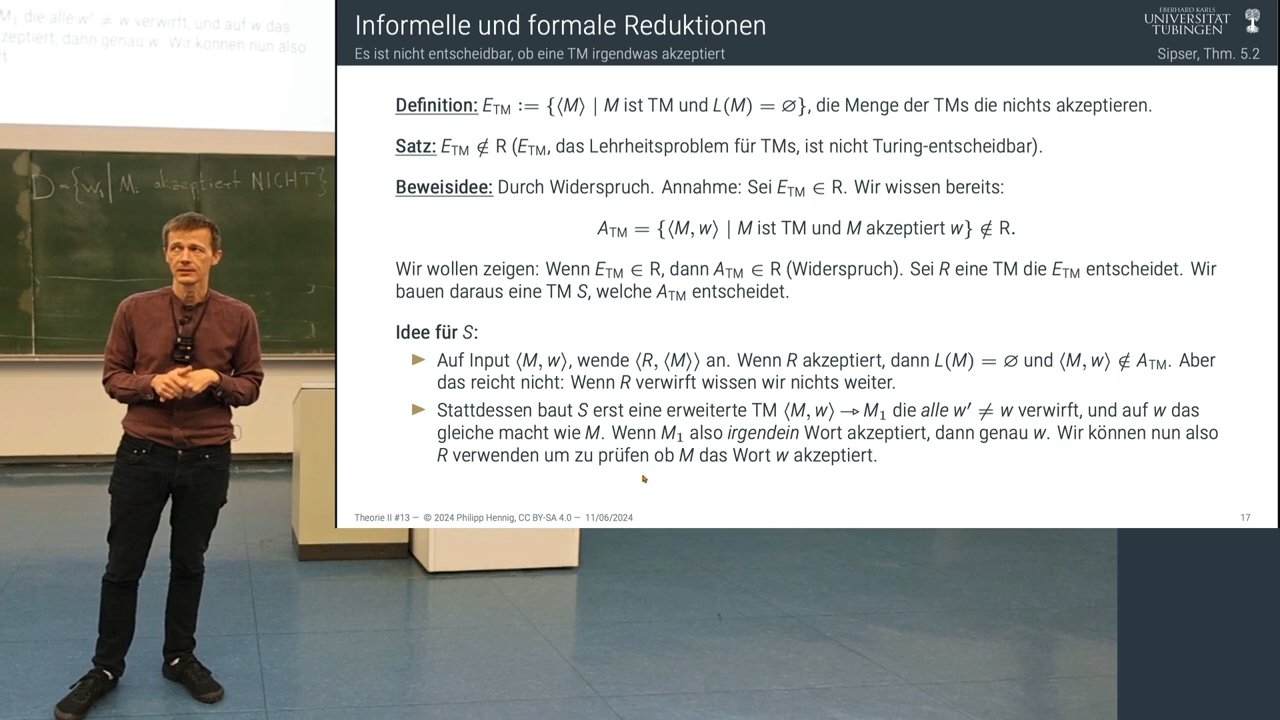 M₁ die alle w′ ≠ w verwirft, und auf w das
zeptiert, dann genau w. Wir können nun also
t.
D={wᵢ| Mᵢ akzeptiert NICHT}
Informelle und formale Reduktionen
Es ist nicht entscheidbar, ob eine TM irgendwas akzeptiert
EBERHARD KARLS
UNIVERSITÄT
TÜBINGEN
Sipser, Thm. 5.2
Definition: E_TM := {⟨M⟩ | M ist TM und L(M) = ∅}, die Menge der TMs die nichts akzeptieren.
Satz: E_TM ∉ R (E_TM, das Lehrheitsproblem für TMs, ist nicht Turing-entscheidbar).
Beweisidee: Durch Widerspruch. Annahme: Sei E_TM ∈ R. Wir wissen bereits:
A_TM = {⟨M, w⟩ | M ist TM und M akzeptiert w} ∉ R.
Wir wollen zeigen: Wenn E_TM ∈ R, dann A_TM ∈ R (Widerspruch). Sei R eine TM die E_TM entscheidet. Wir
bauen daraus eine TM S, welche A_TM entscheidet.
Idee für S:
▶ Auf Input ⟨M, w⟩, wende ⟨R, ⟨M⟩⟩ an. Wenn R akzeptiert, dann L(M) = ∅ und ⟨M, w⟩ ∉ A_TM. Aber
das reicht nicht: Wenn R verwirft wissen wir nichts weiter.
▶ Stattdessen baut S erst eine erweiterte TM ⟨M, w⟩ → M₁ die alle w′ ≠ w verwirft, und auf w das
gleiche macht wie M. Wenn M₁ also irgendein Wort akzeptiert, dann genau w. Wir können nun also
R verwenden um zu prüfen ob M das Wort w akzeptiert.
Theorie II #13 — © 2024 Philipp Hennig, CC BY-SA 4.0 — 11/06/2024
17